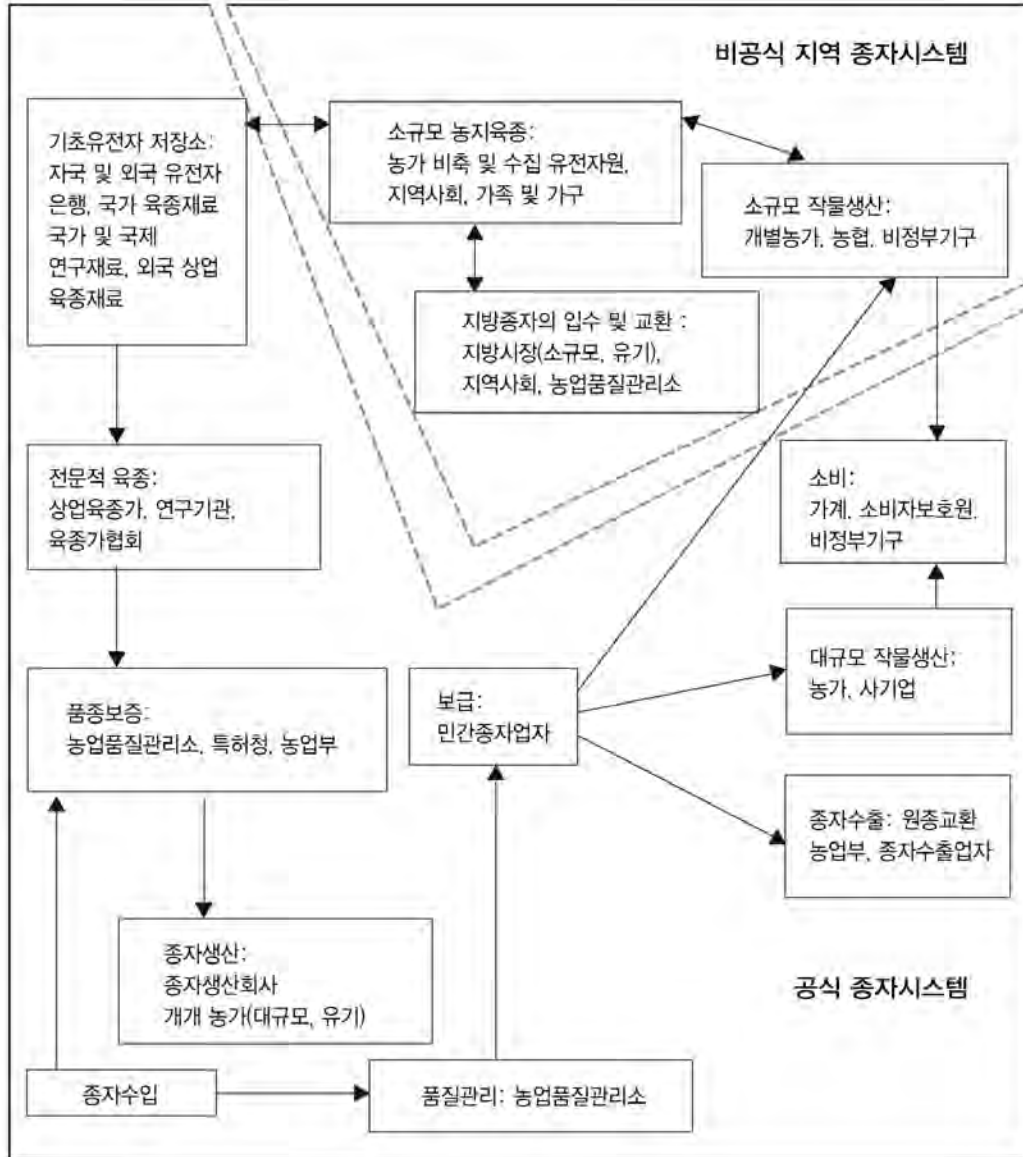 비공식 지역 종자시스템
기초유전자 저장소:
자국 및 외국 유전자
은행, 국가 육종재료
국가 및 국제
연구재료, 외국 상업
육종재료
소규모 농지육종:
농가 비축 및 수집 유전자원,
지역사회, 가족 및 가구
소규모 작물생산:
개별농가, 농협, 비정부기구
지방종자의 입수 및 교환 :
지방시장(소규모, 유기),
지역사회, 농업품질관리소
전문적 육종:
상업육종가, 연구기관,
육종가협회
소비:
가계, 소비자보호원,
비정부기구
품종보증:
농업품질관리소, 특허청, 농업부
보급:
민간종자업자
대규모 작물생산;
농가, 사기업
종자수출: 원종교환
농업부, 종자수출업자
종자생산:
종자생산회사
개개 농가(대규모, 유기)
공식 종자시스템
종자수입
품질관리: 농업품질관리소